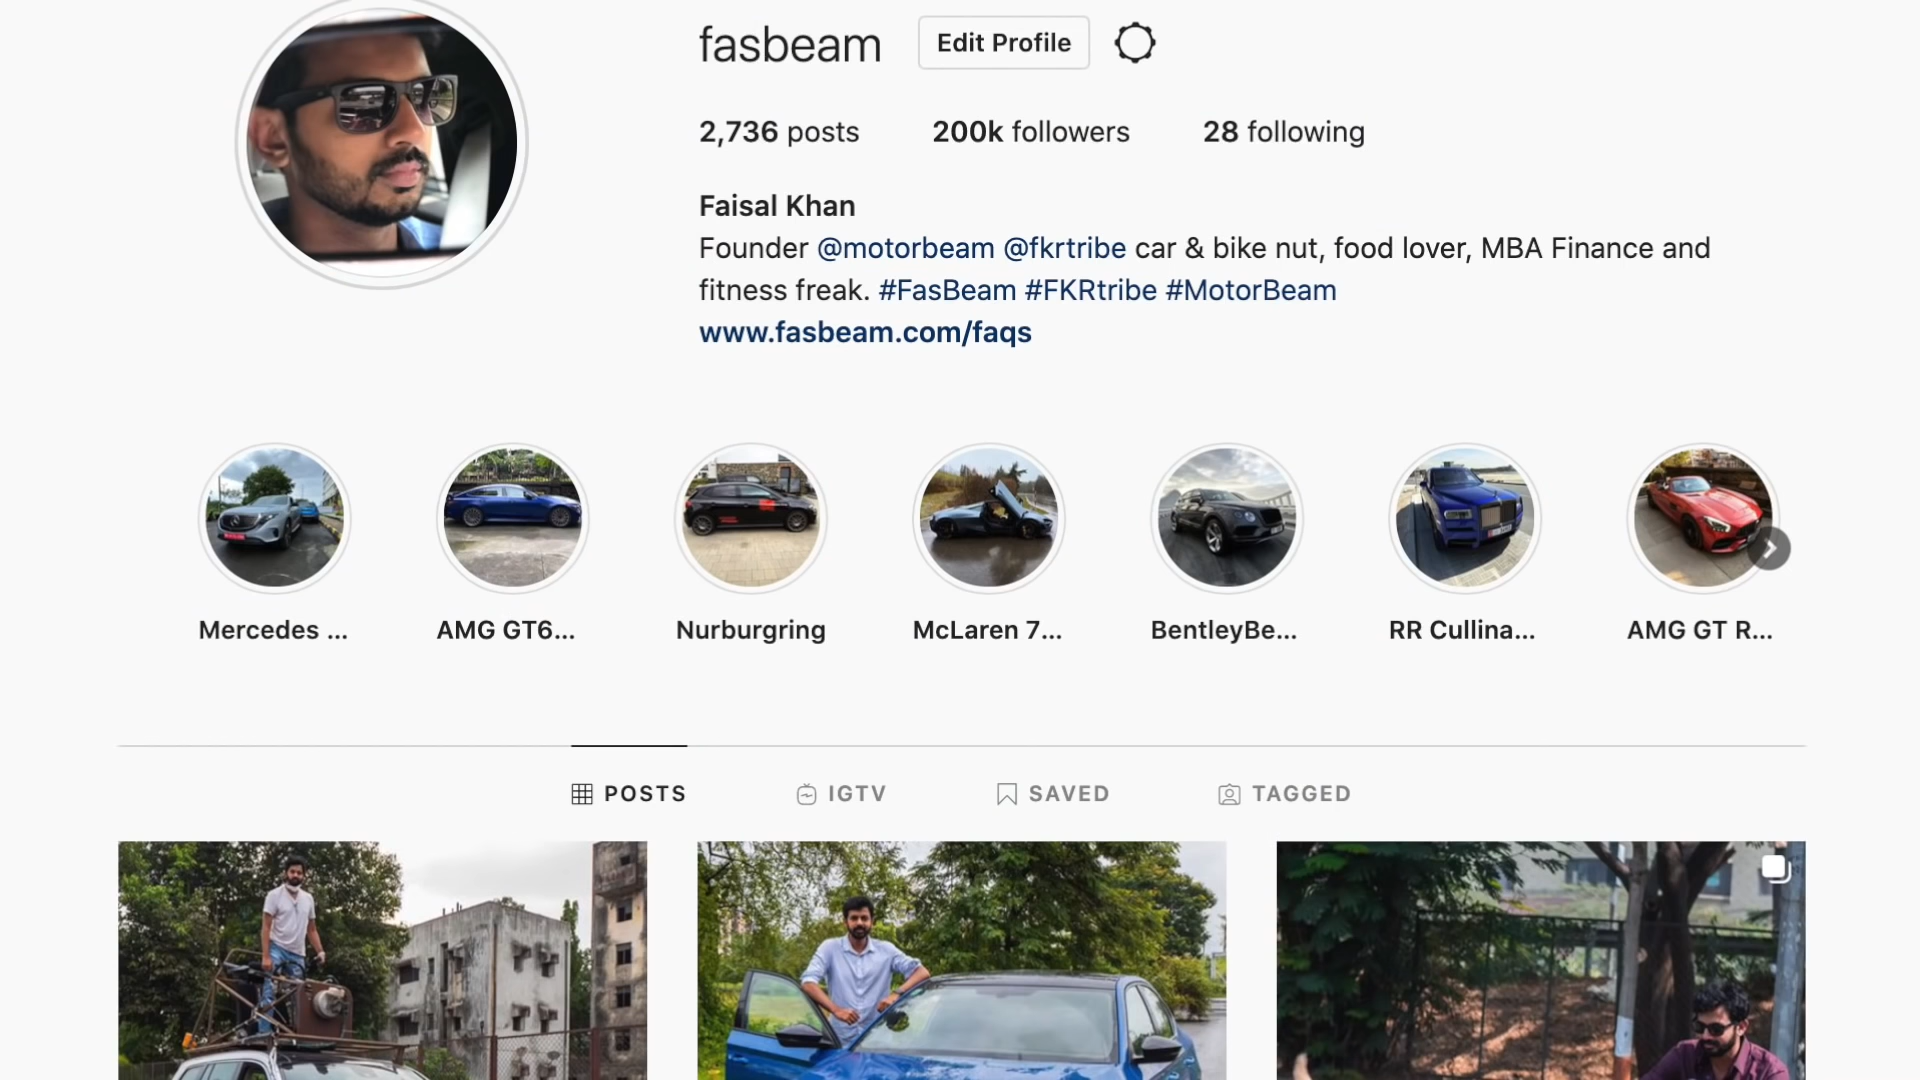 fasbeam Edit Profile
2,736 posts 200k followers 28 following
Faisal Khan
Founder @motorbeam @fkrtribe car & bike nut, food lover, MBA Finance and
fitness freak. #FasBeam #FKRtribe #MotorBeam
www.fasbeam.com/faqs
Mercedes ... AMG GT6... Nurburgring McLaren 7... BentleyBe... RR Cullina... AMG GT R...
POSTS IGTV SAVED TAGGED